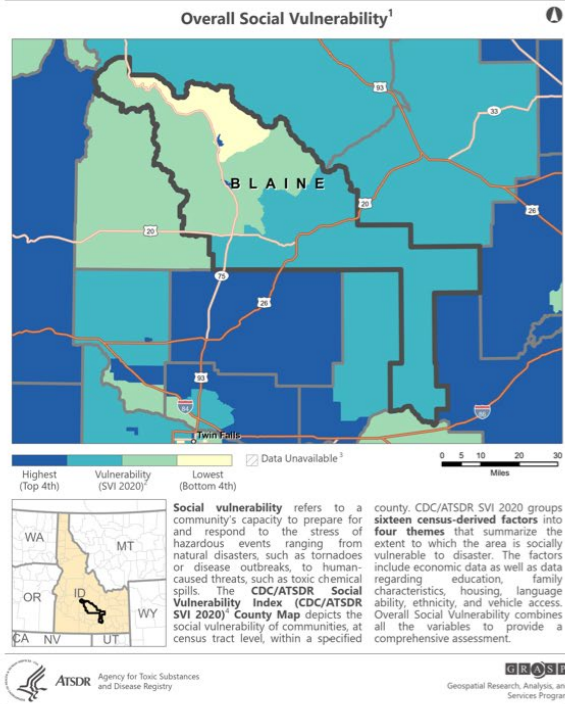 Overall Social Vulnerability1
93
33
BLAINE
20
26
20
75
26
93
84
86
Twin Falls
Highest
(Top 4th)
Vulnerability
(SVI 2020)2
Lowest
(Bottom 4th)
Data Unavailable3
0 5 10 20 30
Miles
WA
MT
OR
ID
WY
CA NV UT
Social vulnerability refers to a
community's capacity to prepare for
and respond to the stress of
hazardous events ranging from
natural disasters, such as tornadoes
or disease outbreaks, to human-
caused threats, such as toxic chemical
spills. The CDC/ATSDR Social
Vulnerability Index (CDC/ATSDR
SVI 2020)4 County Map depicts the
social vulnerability of communities, at
census tract level, within a specified
county. CDC/ATSDR SVI 2020 groups
sixteen census-derived factors into
four themes that summarize the
extent to which the area is socially
vulnerable to disaster. The factors
include economic data as well as data
regarding education, family
characteristics, housing, language
ability, ethnicity, and vehicle access.
Overall Social Vulnerability combines
all the variables to provide a
comprehensive assessment.
ATSDR
Agency for Toxic Substances
and Disease Registry
GRASP
Geospatial Research, Analysis, an
Services Progra